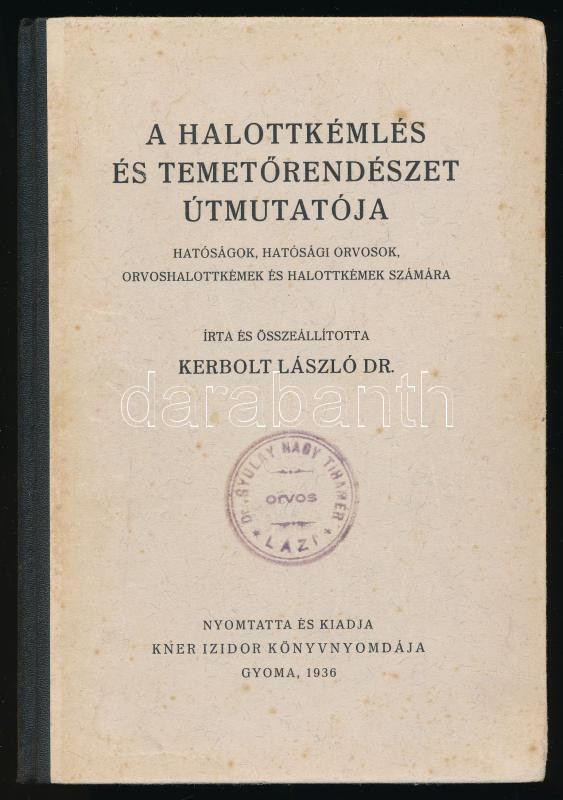 A HALOTTKÉMLÉS
ÉS TEMETŐRENDÉSZET
ÚTMUTATÓJA
HATÓSÁGOK, HATÓSÁGI ORVOSOK,
ORVOSHALOTTKÉMEK ÉS HALOTTKÉMEK SZÁMÁRA
ÍRTA ÉS ÖSSZEÁLLÍTOTTA
KERBOLT LÁSZLÓ DR.
darabanth
Dr. GYULAY NAGY TIHAMÉR
orvos
LÁZI
NYOMTATTA ÉS KIADJA
KNER IZIDOR KÖNYVNYOMDÁJA
GYOMA, 1936